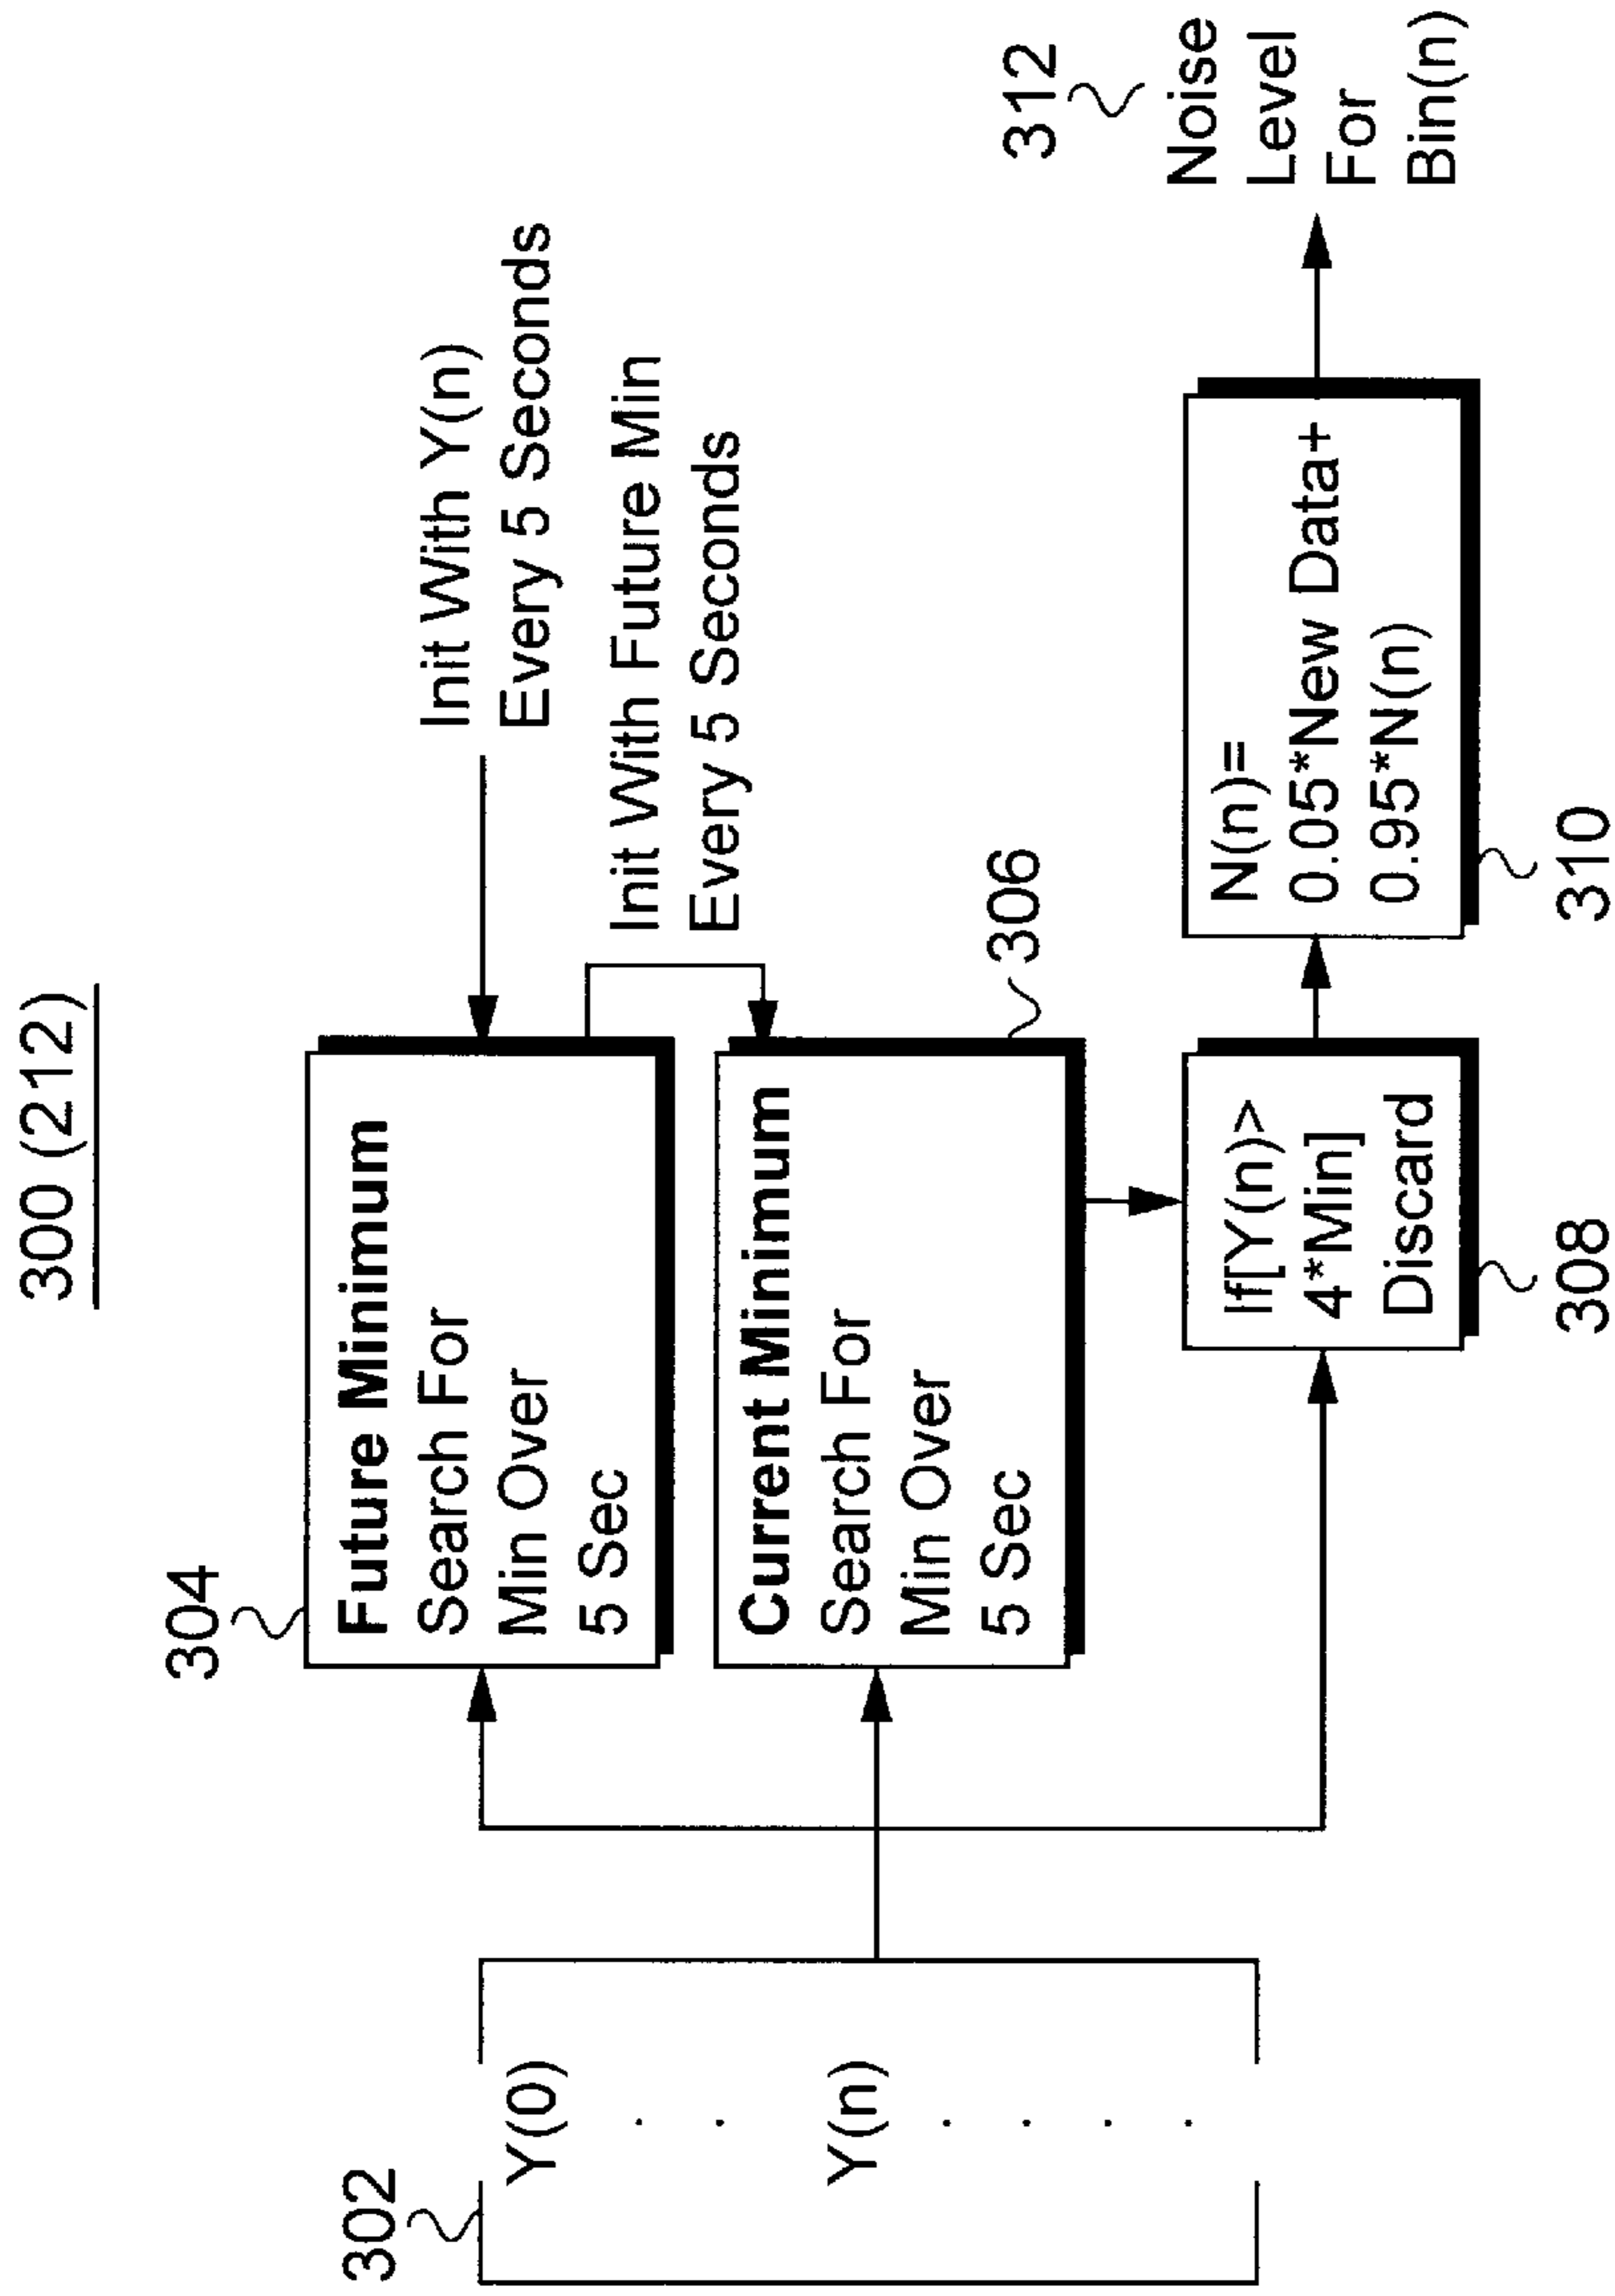 300 (212)
302
Y(0)
Y(n)
304
Future Minimum
Search For
Min Over
5 Sec
Init With Y(n)
Every 5 Seconds
Init With Future Min
Every 5 Seconds
Current Minimum
Search For
Min Over
5 Sec
306
If[Y(n)>
4*Min]
Discard
308
N(n)=
0.05*New Data+
0.95*N(n)
310
312
Noise
Level
For
Bin(n)